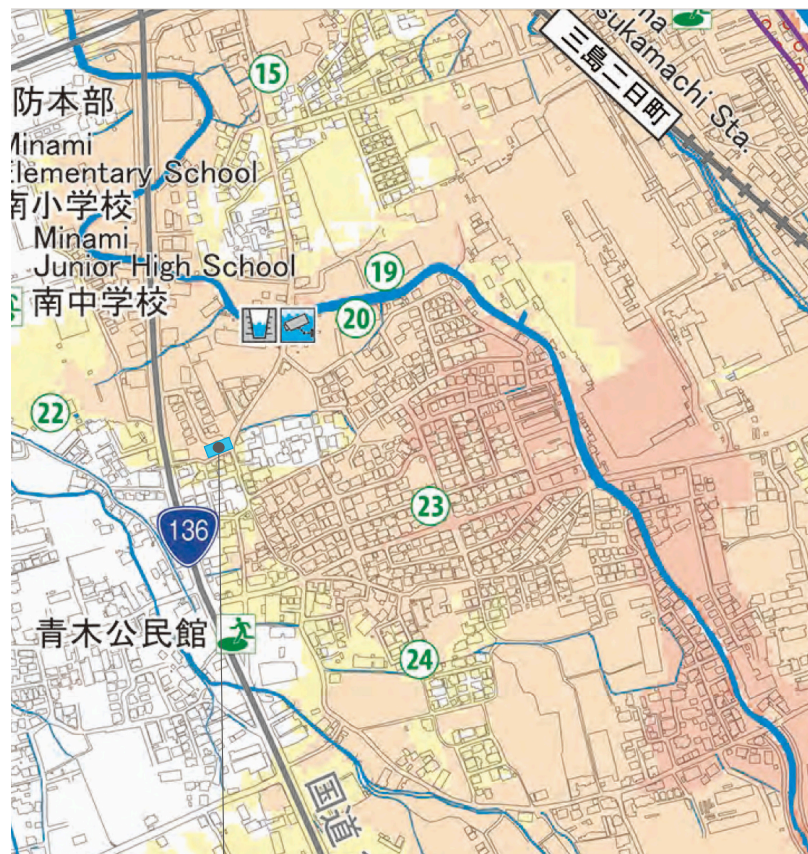 15
防本部
Minami
Elementary School
南小学校
Minami
Junior High School
南中学校
三島二日町
sukamachi Sta.
19
20
22
23
136
青木公民館
24
国道